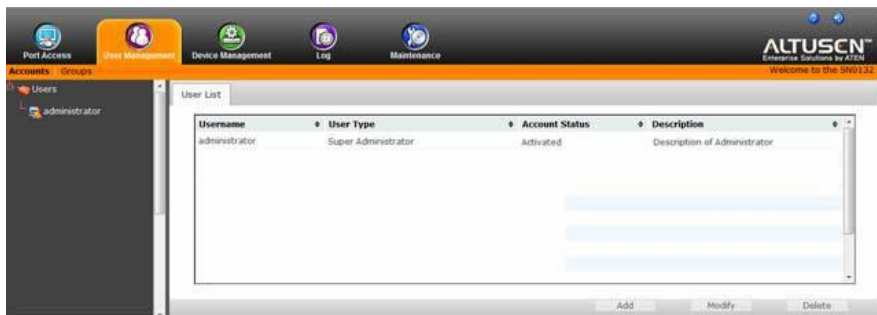 Port Access
User Management
Device Management
Log
Maintenance
ALTUSCN™
Enterprise Solutions by ATEN
Accounts Groups
Welcome to the SN0132
Users
administrator
User List
Username User Type Account Status Description
administrator Super Administrator Activated Description of Administrator
Add Modify Delete